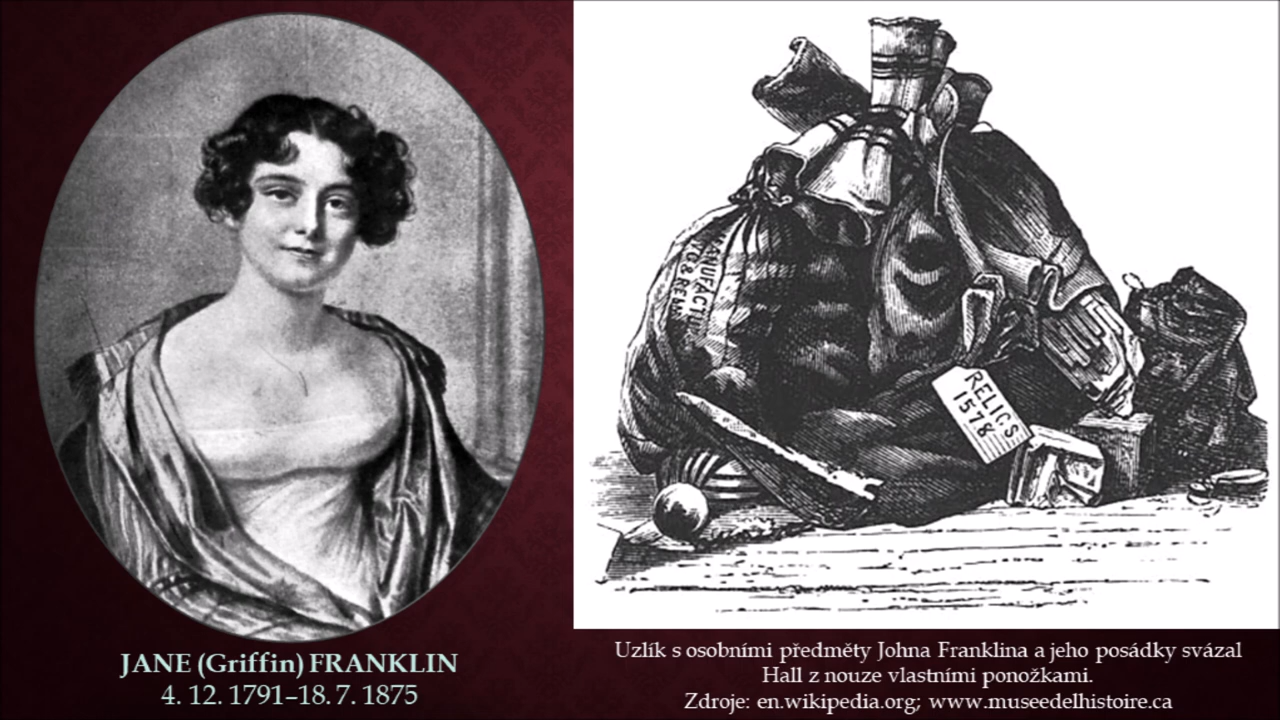 JANE (Griffin) FRANKLIN
4. 12. 1791–18. 7. 1875
MANUFACTU
RELICS
1578
Uzlík s osobními předměty Johna Franklina a jeho posádky svázal
Hall z nouze vlastními ponožkami.
Zdroje: en.wikipedia.org; www.museedelhistoire.ca